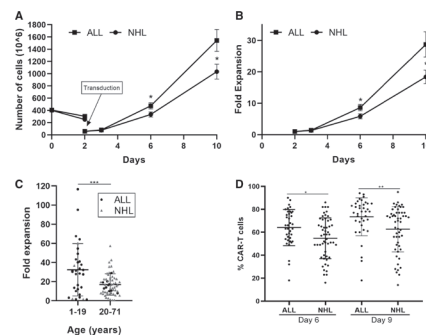 A
ALL NHL
Number of cells (10^6)
1800
1600
1400
1200
1000
800
600
400
200
0
Transduction
*
*
0 2 4 6 8 10
Days
B
ALL NHL
Fold Expansion
30
20
10
0
*
*
0 2 4 6 8 10
Days
C
Fold expansion
120
100
80
60
40
20
0
***
ALL
NHL
1-19 20-71
Age (years)
D
% CAR-T cells
100
80
60
40
20
0
*
**
ALL NHL ALL NHL
Day 6 Day 9